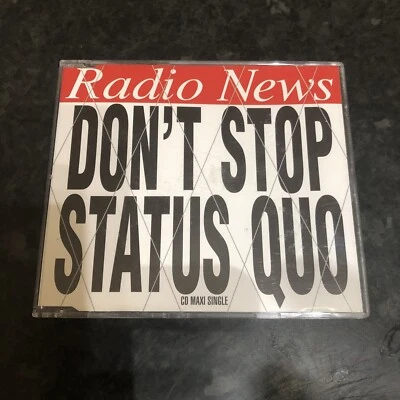 Radio News
DON'T STOP
STATUS QUO
CD MAXI SINGLE